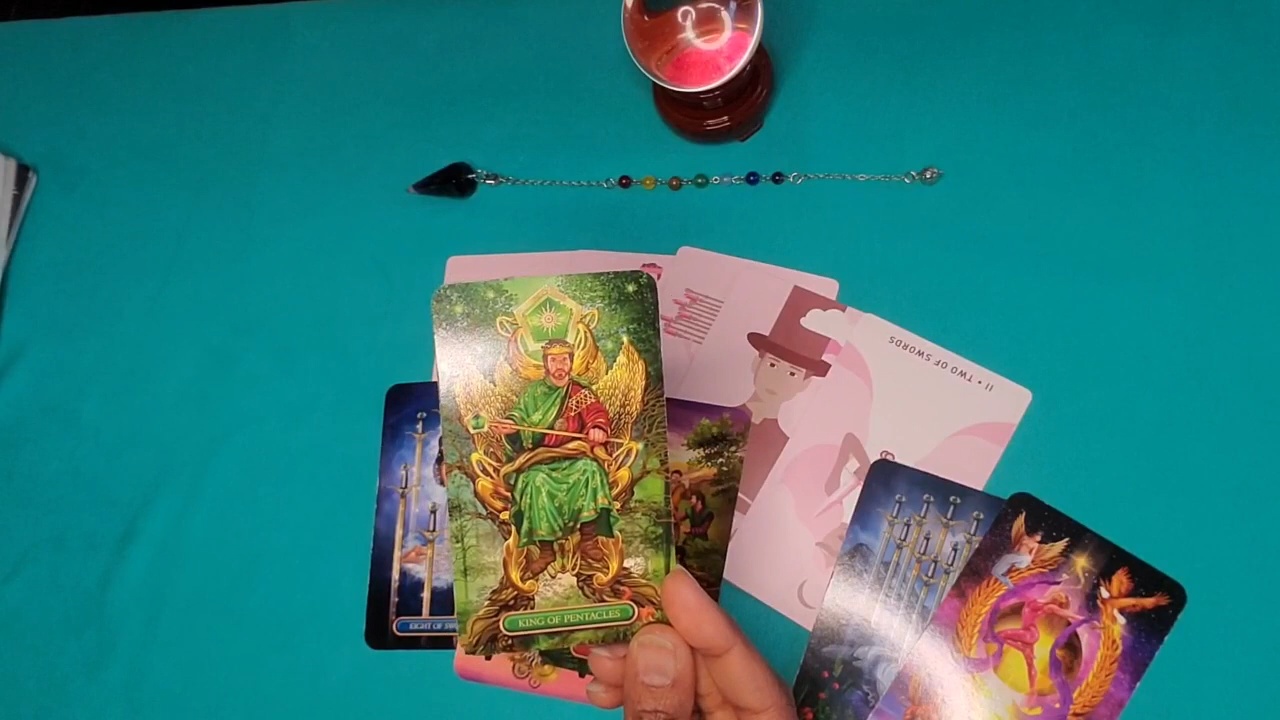 II • TWO OF SWORDS
KING OF PENTACLES
EIGHT OF